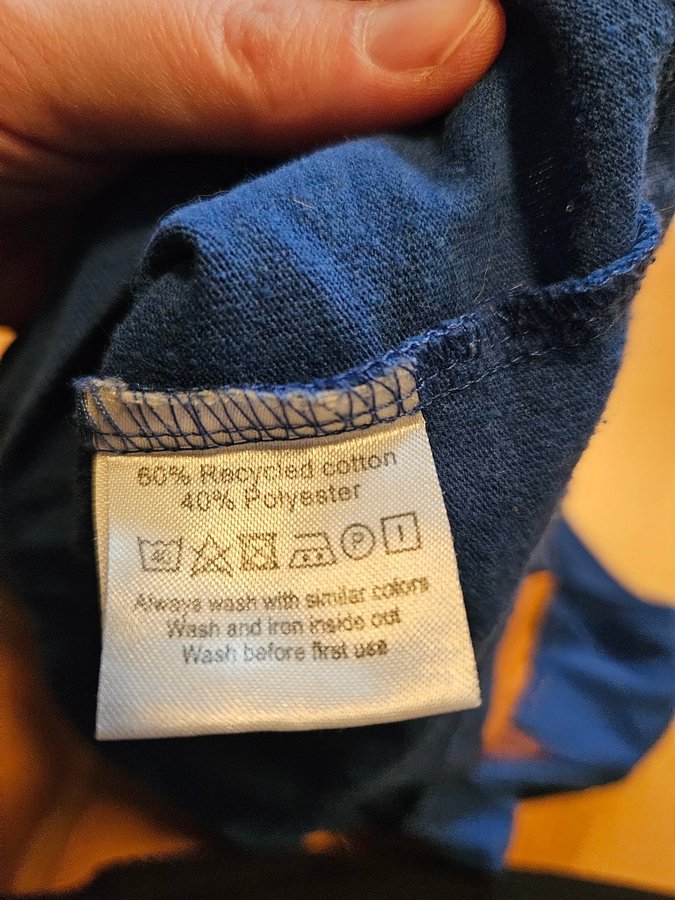 60% Recycled cotton
40% Polyester
40 P
Always wash with similar colors
Wash and iron inside out
Wash before first use